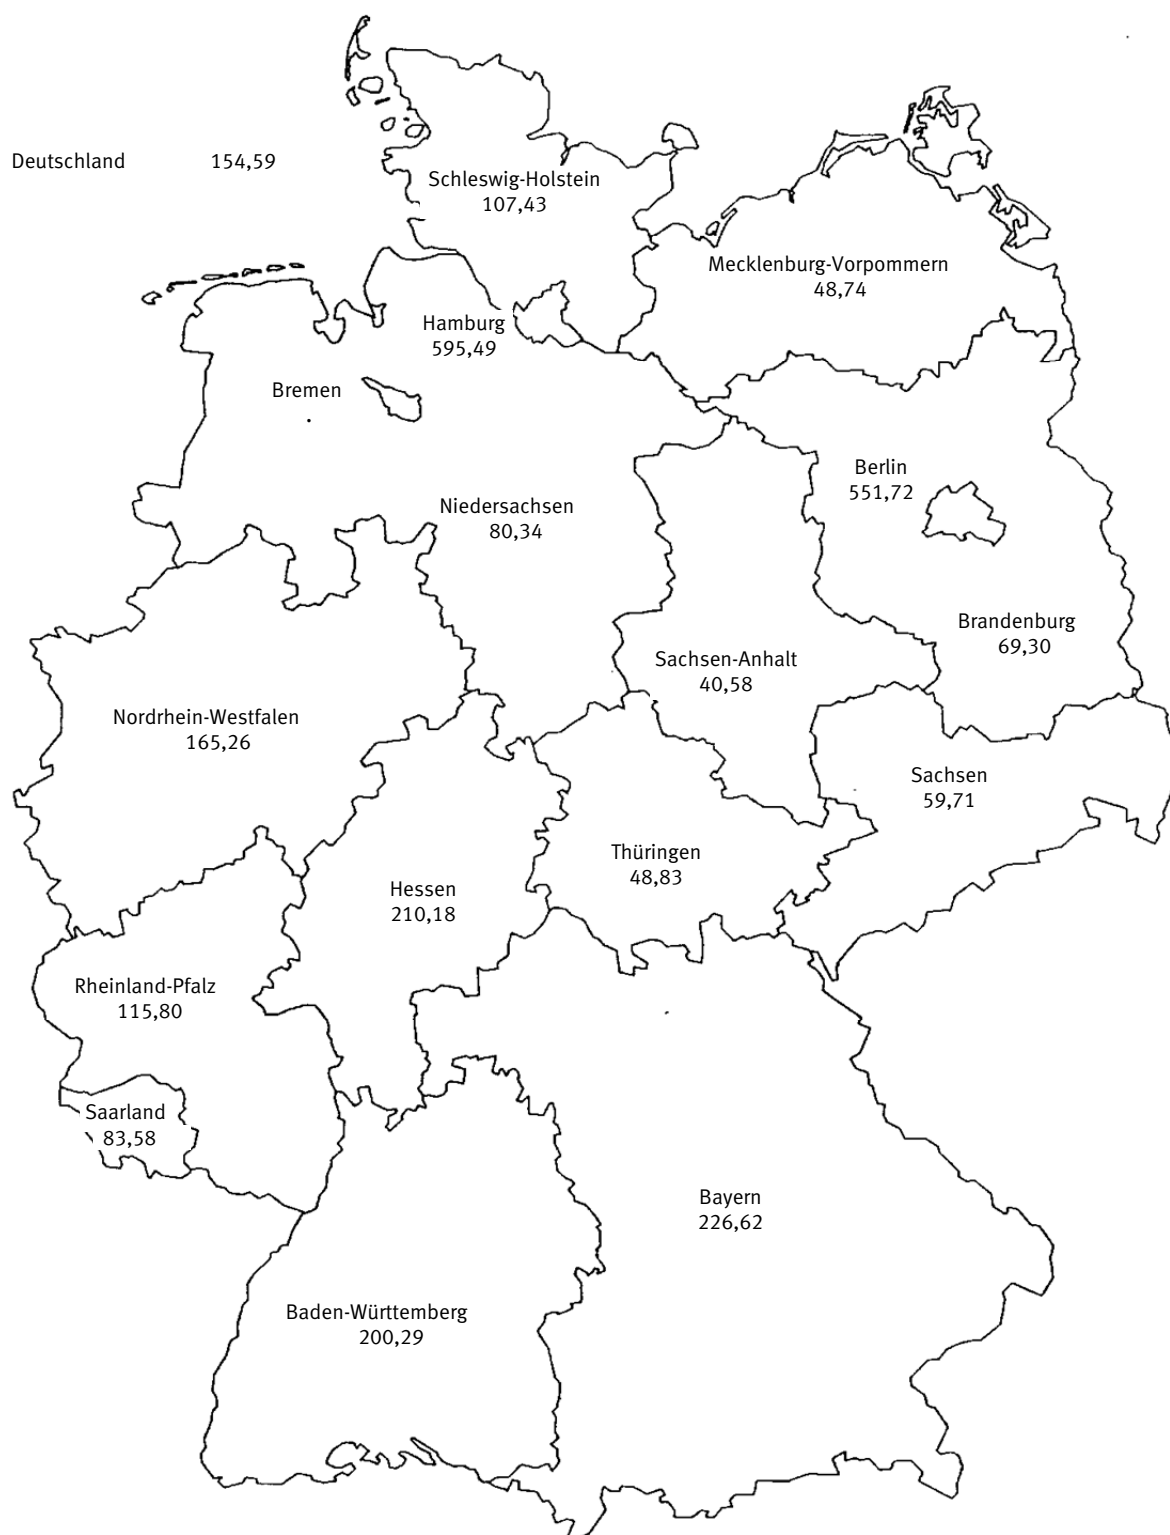 Deutschland 154,59
Schleswig-Holstein
107,43
Mecklenburg-Vorpommern
48,74
Hamburg
595,49
Bremen
Berlin
551,72
Niedersachsen
80,34
Brandenburg
69,30
Sachsen-Anhalt
40,58
Nordrhein-Westfalen
165,26
Sachsen
59,71
Thüringen
48,83
Hessen
210,18
Rheinland-Pfalz
115,80
Saarland
83,58
Bayern
226,62
Baden-Württemberg
200,29